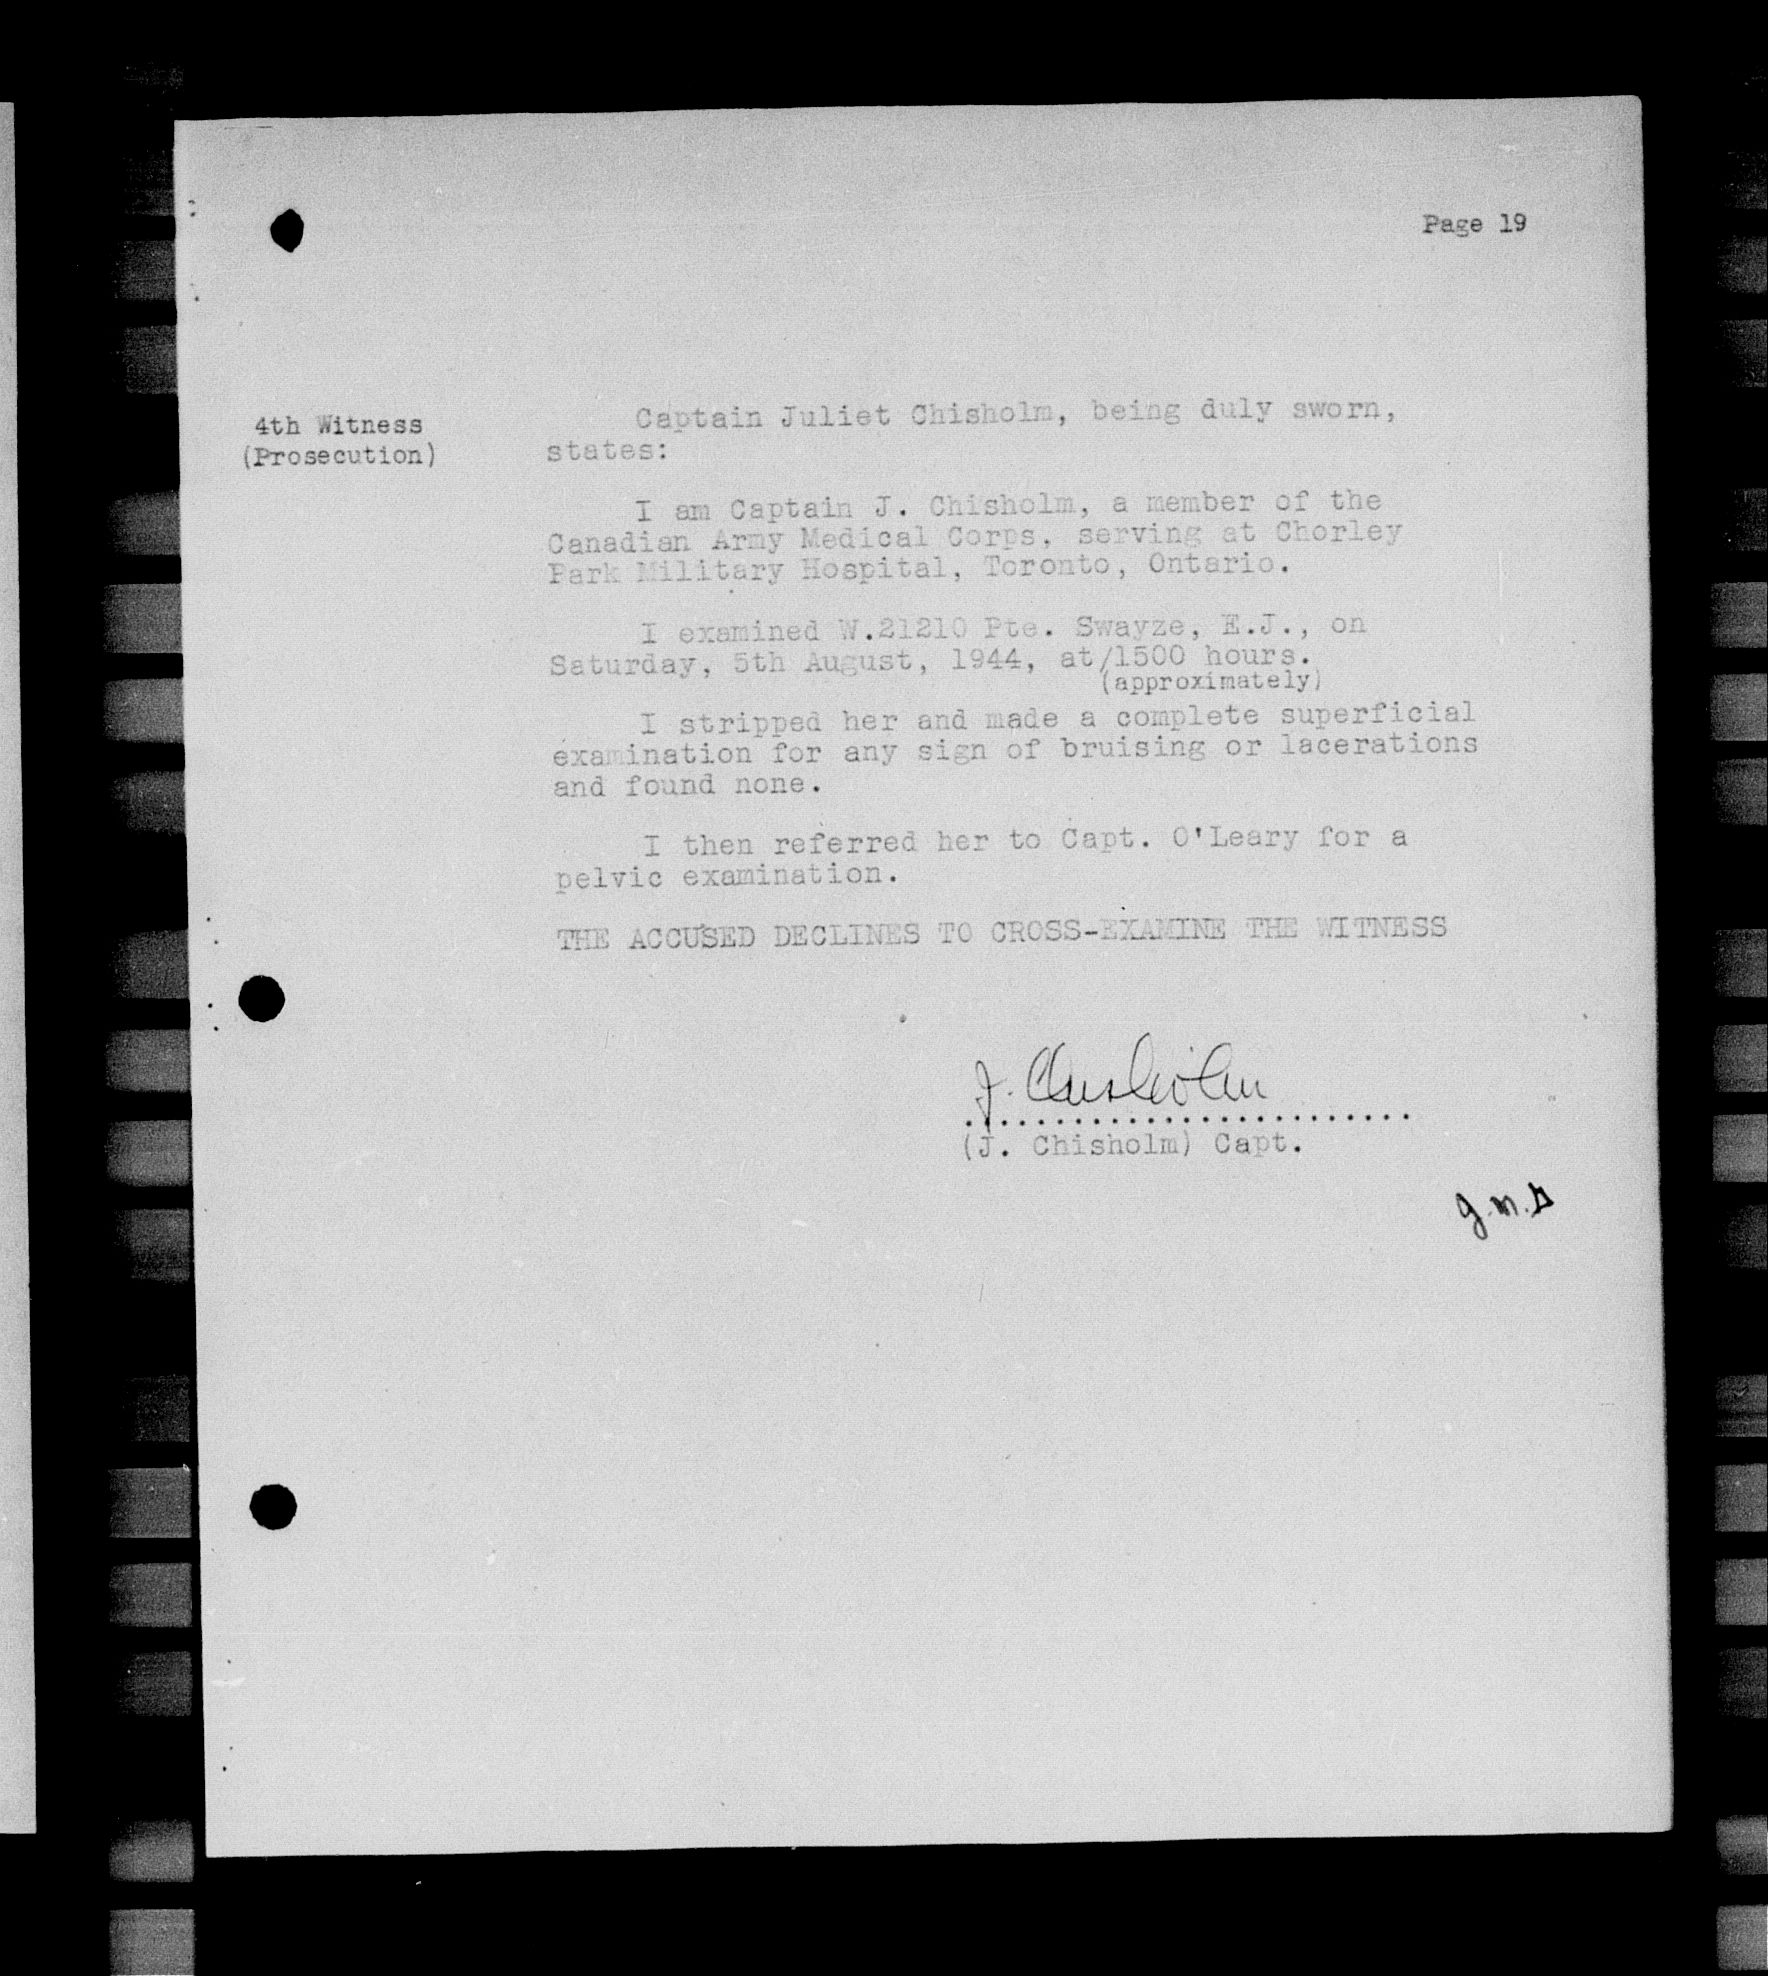 Page 19
4th Witness
(Prosecution)
Captain Juliet Chisholm, being duly sworn,
states:
I am Captain J. Chisholm, a member of the
Canadian Army Medical Corps, serving at Chorley
Park Military Hospital, Toronto, Ontario.
I examined W.21210 Pte. Swayze, E.J., on
Saturday, 5th August, 1944, at/1500 hours.
(approximately)
I stripped her and made a complete superficial
examination for any sign of bruising or lacerations
and found none.
I then referred her to Capt. O'Leary for a
pelvic examination.
THE ACCUSED DECLINES TO CROSS-EXAMINE THE WITNESS
J. Chisholm
(J. Chisholm) Capt.